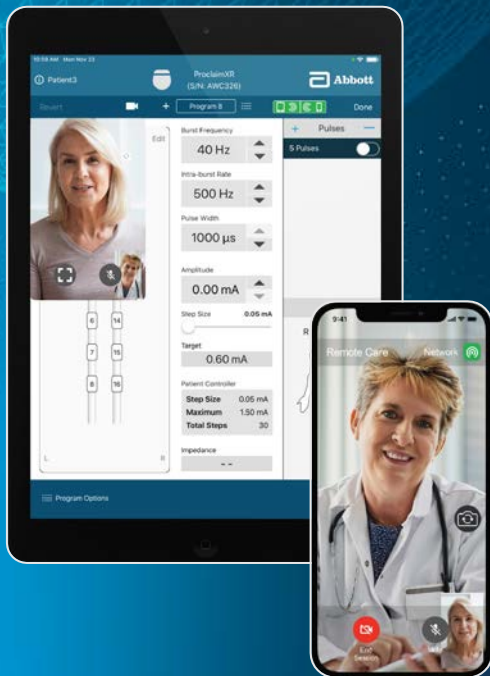 10:58 AM Mon Nov 23
Patient3
ProclaimXR
(S/N: AWC326)
Abbott
Revert
+
Program B
Done
Edit
Burst Frequency
40 Hz
Intra-burst Rate
500 Hz
Pulse Width
1000 µs
Amplitude
0.00 mA
Step Size 0.05 mA
Target
0.60 mA
Patient Controller
Step Size 0.05 mA
Maximum 1.50 mA
Total Steps 30
Impedance
--
+ Pulses —
5 Pulses
R
6 14
7 15
8 16
L R
Program Options
9:41
Remote Care
Network
End
Session